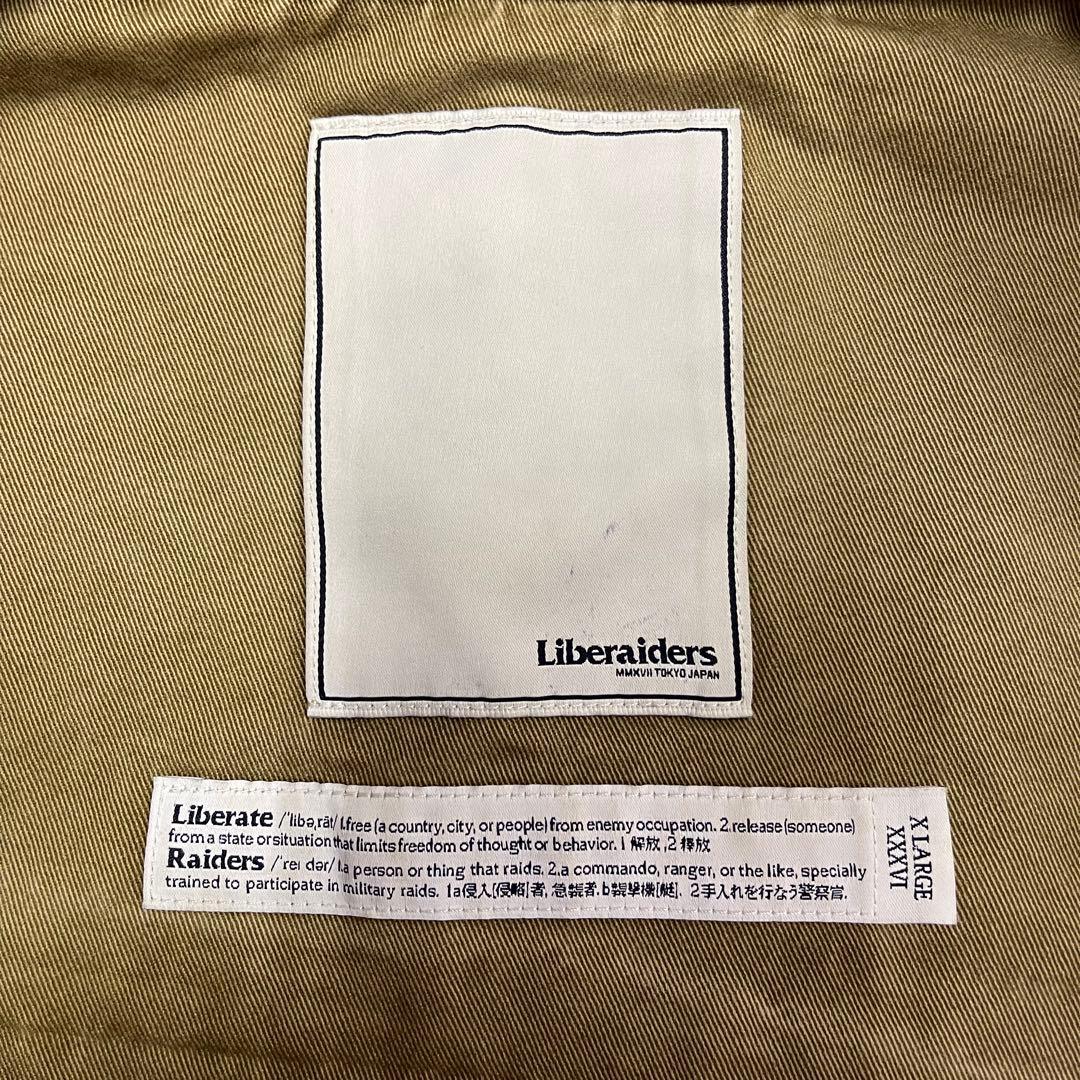 Liberaiders
MMXVII TOKYO JAPAN
Liberate /ˈlibəˌrāt/ 1.free (a country, city, or people) from enemy occupation. 2.release (someone)
from a state or situation that limits freedom of thought or behavior. 1 解放 ,2 釋放
Raiders /ˈreɪ dər/ 1.a person or thing that raids. 2.a commando, ranger, or the like, specially
trained to participate in military raids. 1a侵入[侵略]者, 急襲者. b襲撃機[艇]. 2手入れを行なう警察官.
X LARGE
XXXVI